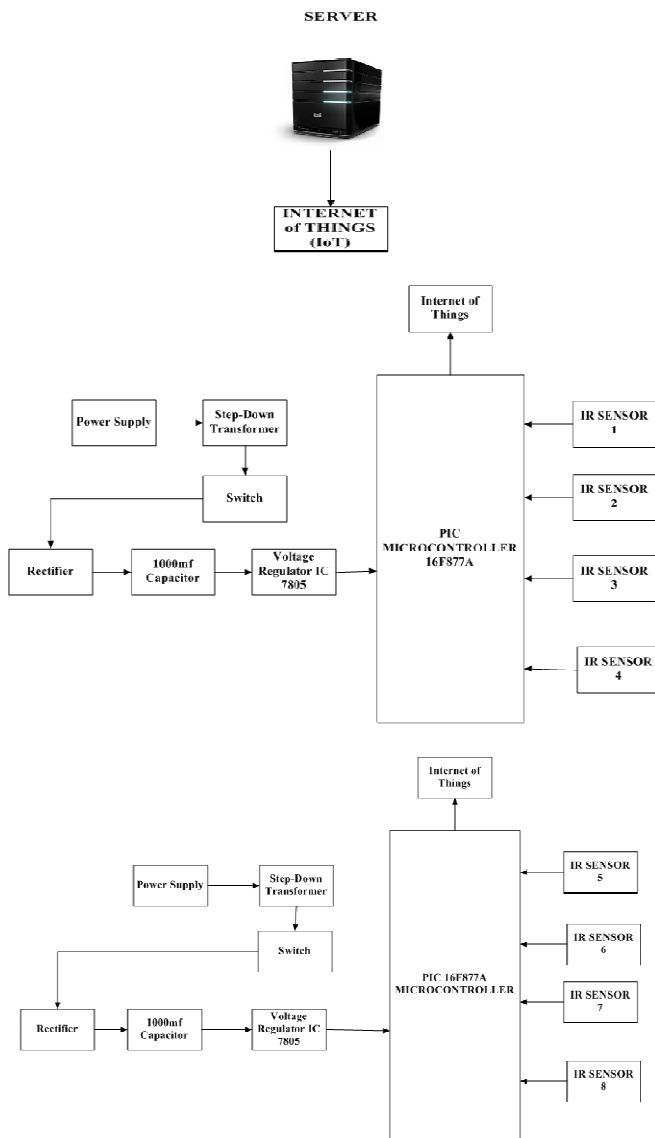 SERVER
INTERNET
of THINGS
(IoT)
Internet of
Things
Power Supply
Step-Down
Transformer
Switch
Rectifier
1000mf
Capacitor
Voltage
Regulator IC
7805
PIC
MICROCONTROLLER
16F877A
IR SENSOR
1
IR SENSOR
2
IR SENSOR
3
IR SENSOR
4
Internet of
Things
Power Supply
Step-Down
Transformer
Switch
Rectifier
1000mf
Capacitor
Voltage
Regulator IC
7805
PIC 16F877A
MICROCONTROLLER
IR SENSOR
5
IR SENSOR
6
IR SENSOR
7
IR SENSOR
8